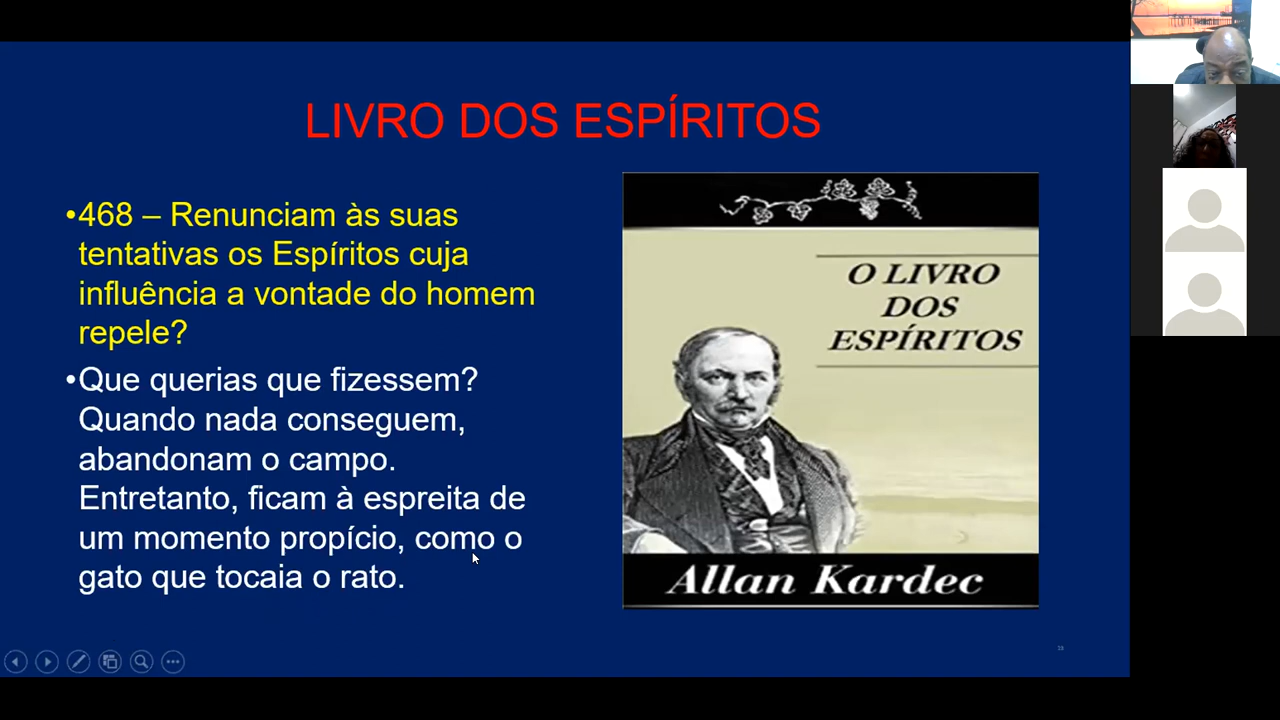 LIVRO DOS ESPÍRITOS
•468 – Renunciam às suas
tentativas os Espíritos cuja
influência a vontade do homem
repele?
•Que querias que fizessem?
Quando nada conseguem,
abandonam o campo.
Entretanto, ficam à espreita de
um momento propício, como o
gato que tocaia o rato.
O LIVRO
DOS
ESPÍRITOS
Allan Kardec